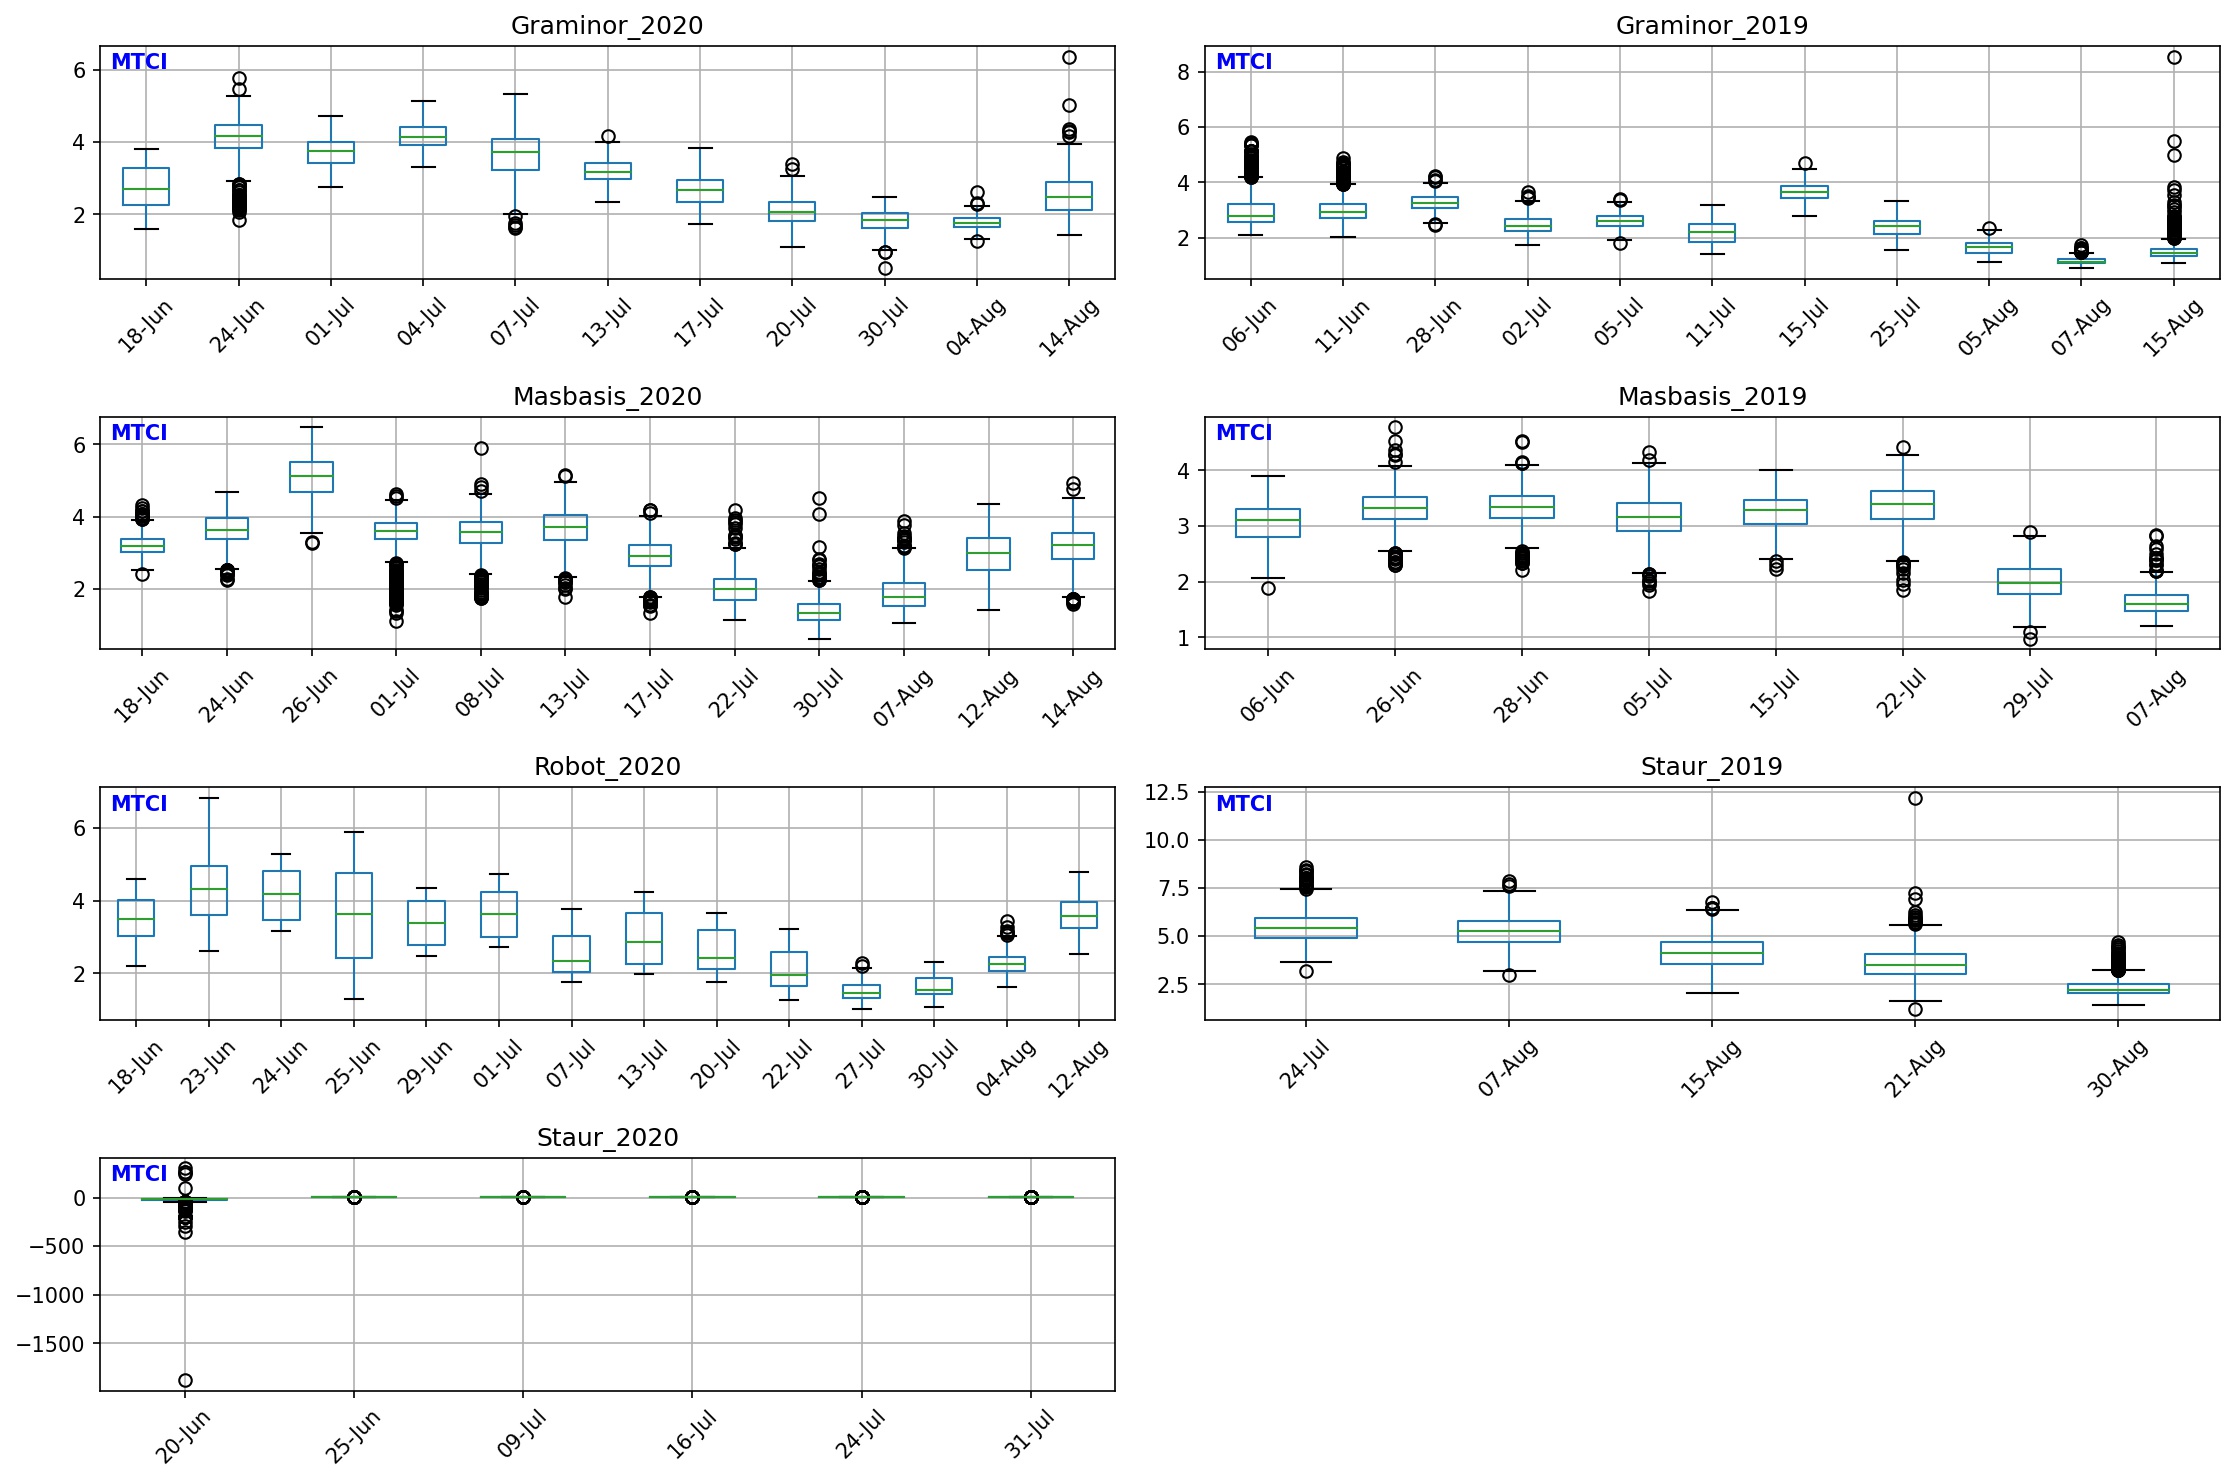 Graminor_2020
MTCI
6
4
2
18-Jun 24-Jun 01-Jul 04-Jul 07-Jul 13-Jul 17-Jul 20-Jul 30-Jul 04-Aug 14-Aug
Graminor_2019
MTCI
8
6
4
2
06-Jun 11-Jun 28-Jun 02-Jul 05-Jul 11-Jul 15-Jul 25-Jul 05-Aug 07-Aug 15-Aug
Masbasis_2020
MTCI
6
4
2
18-Jun 24-Jun 26-Jun 01-Jul 08-Jul 13-Jul 17-Jul 22-Jul 30-Jul 07-Aug 12-Aug 14-Aug
Masbasis_2019
MTCI
4
3
2
1
06-Jun 26-Jun 28-Jun 05-Jul 15-Jul 22-Jul 29-Jul 07-Aug
Robot_2020
MTCI
6
4
2
18-Jun 23-Jun 24-Jun 25-Jun 29-Jun 01-Jul 07-Jul 13-Jul 20-Jul 22-Jul 27-Jul 30-Jul 04-Aug 12-Aug
Staur_2019
MTCI
12.5
10.0
7.5
5.0
2.5
24-Jul 07-Aug 15-Aug 21-Aug 30-Aug
Staur_2020
MTCI
0
−500
−1000
−1500
20-Jun 25-Jun 09-Jul 16-Jul 24-Jul 31-Jul